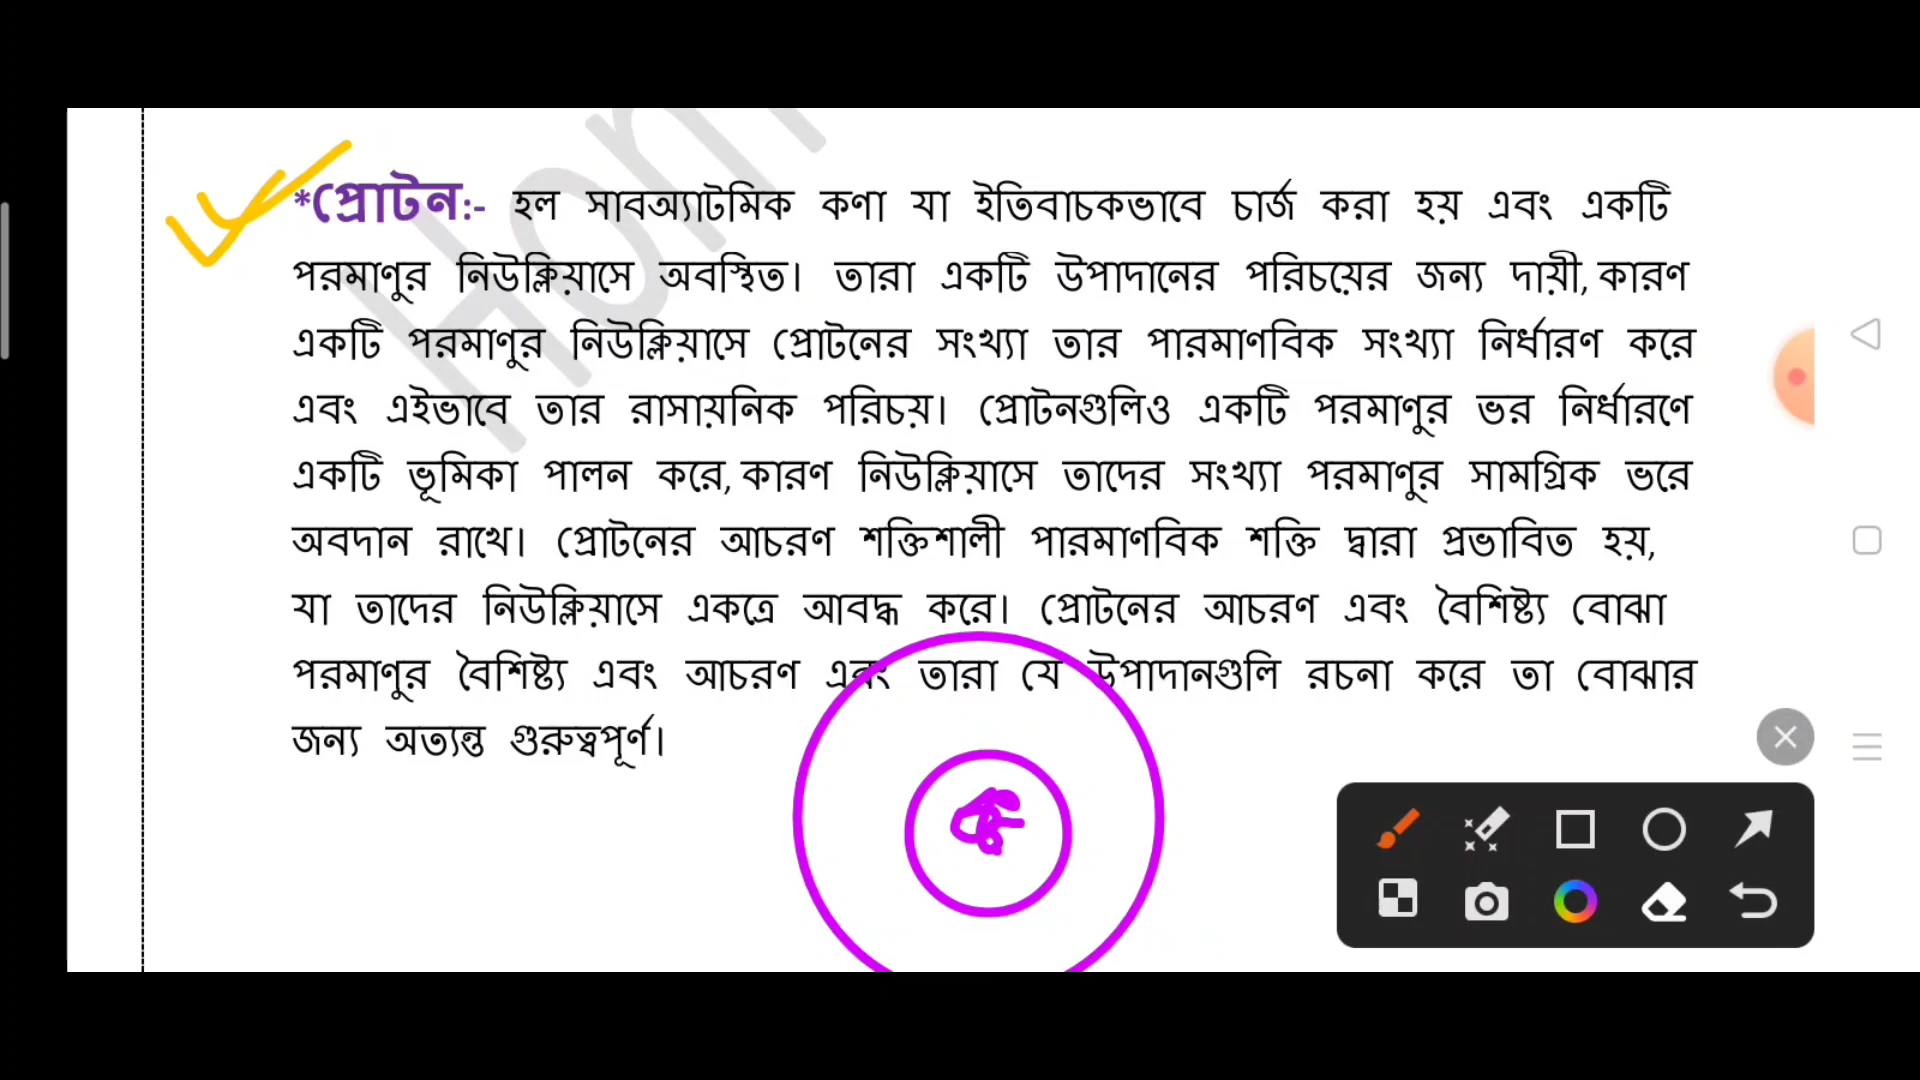 *প্রোটন:- হল সাবঅ্যাটমিক কণা যা ইতিবাচকভাবে চার্জ করা হয় এবং একটি
পরমাণুর নিউক্লিয়াসে অবস্থিত। তারা একটি উপাদানের পরিচয়ের জন্য দায়ী, কারণ
একটি পরমাণুর নিউক্লিয়াসে প্রোটনের সংখ্যা তার পারমাণবিক সংখ্যা নির্ধারণ করে
এবং এইভাবে তার রাসায়নিক পরিচয়। প্রোটনগুলিও একটি পরমাণুর ভর নির্ধারণে
একটি ভূমিকা পালন করে, কারণ নিউক্লিয়াসে তাদের সংখ্যা পরমাণুর সামগ্রিক ভরে
অবদান রাখে। প্রোটনের আচরণ শক্তিশালী পারমাণবিক শক্তি দ্বারা প্রভাবিত হয়,
যা তাদের নিউক্লিয়াসে একত্রে আবদ্ধ করে। প্রোটনের আচরণ এবং বৈশিষ্ট্য বোঝা
পরমাণুর বৈশিষ্ট্য এবং আচরণ এবং তারা যে উপাদানগুলি রচনা করে তা বোঝার
জন্য অত্যন্ত গুরুত্বপূর্ণ।